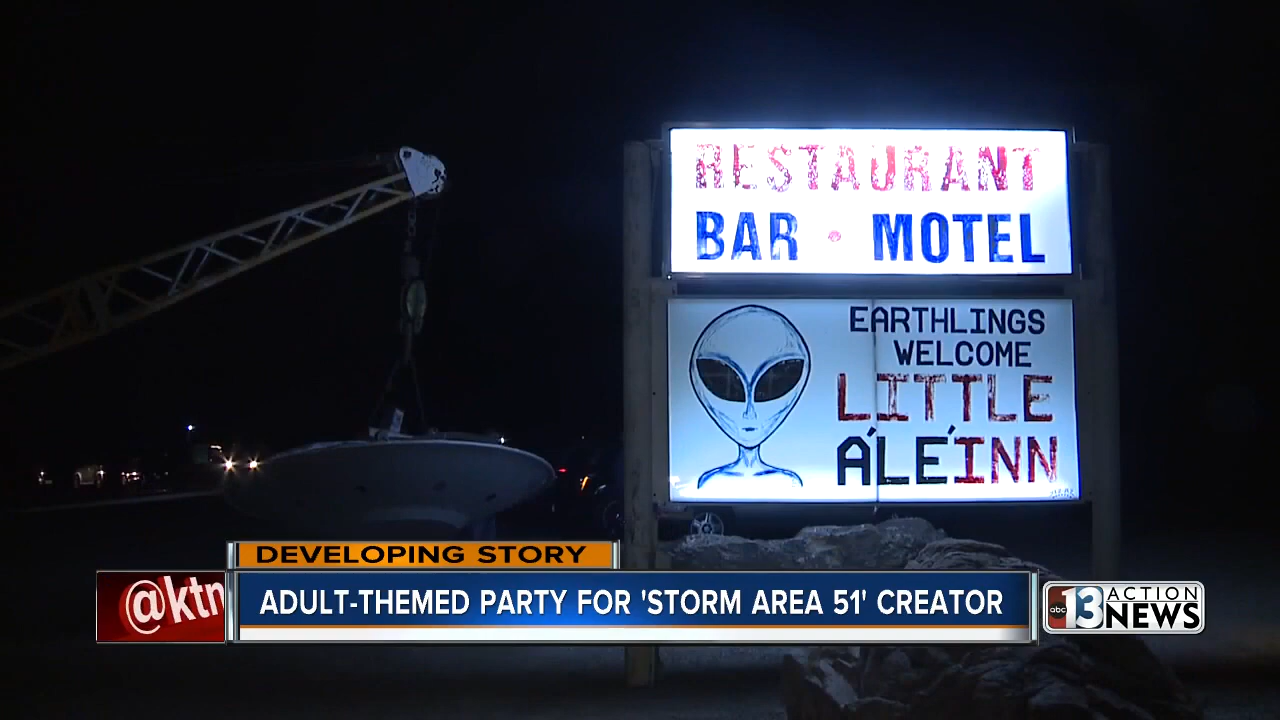 RESTAURANT
BAR • MOTEL
EARTHLINGS
WELCOME
LITTLE
A'LE'INN
DEVELOPING STORY
@ktn
ADULT-THEMED PARTY FOR 'STORM AREA 51' CREATOR
abc 13 ACTION NEWS